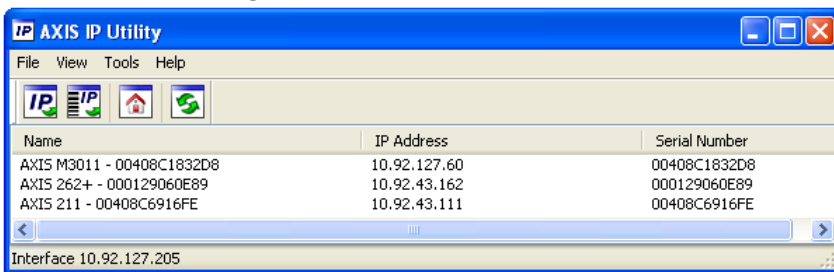 IP AXIS IP Utility
File View Tools Help
IP IP
Name IP Address Serial Number
AXIS M3011 - 00408C1832D8 10.92.127.60 00408C1832D8
AXIS 262+ - 000129060E89 10.92.43.162 000129060E89
AXIS 211 - 00408C6916FE 10.92.43.111 00408C6916FE
Interface 10.92.127.205